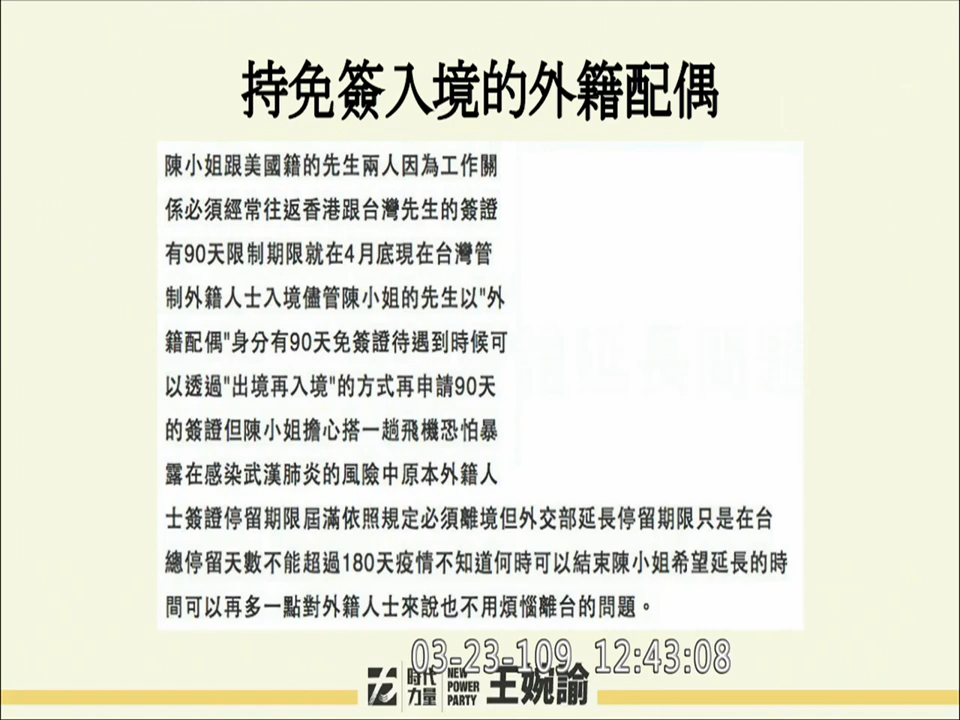 持免簽入境的外籍配偶
陳小姐跟美國籍的先生兩人因為工作關
係必須經常往返香港跟台灣先生的簽證
有90天限制期限就在4月底現在台灣管
制外籍人士入境儘管陳小姐的先生以"外
籍配偶"身分有90天免簽證待遇到時候可
以透過"出境再入境"的方式再申請90天
的簽證但陳小姐擔心搭一趟飛機恐怕暴
露在感染武漢肺炎的風險中原本外籍人
士簽證停留期限屆滿依照規定必須離境但外交部延長停留期限只是在台
總停留天數不能超過180天疫情不知道何時可以結束陳小姐希望延長的時
間可以再多一點對外籍人士來說也不用煩惱離台的問題。
03-23-109 12:43:08
時代
力量
NEW
POWER
PARTY
王婉諭